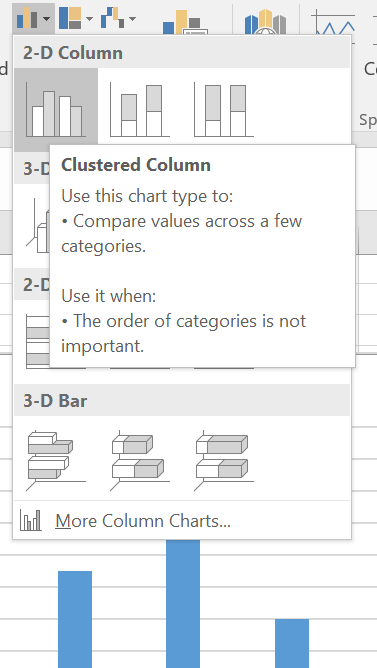 2-D Column
Clustered Column
3-D
Use this chart type to:
• Compare values across a few
categories.
2-D
Use it when:
• The order of categories is not
important.
3-D Bar
More Column Charts...